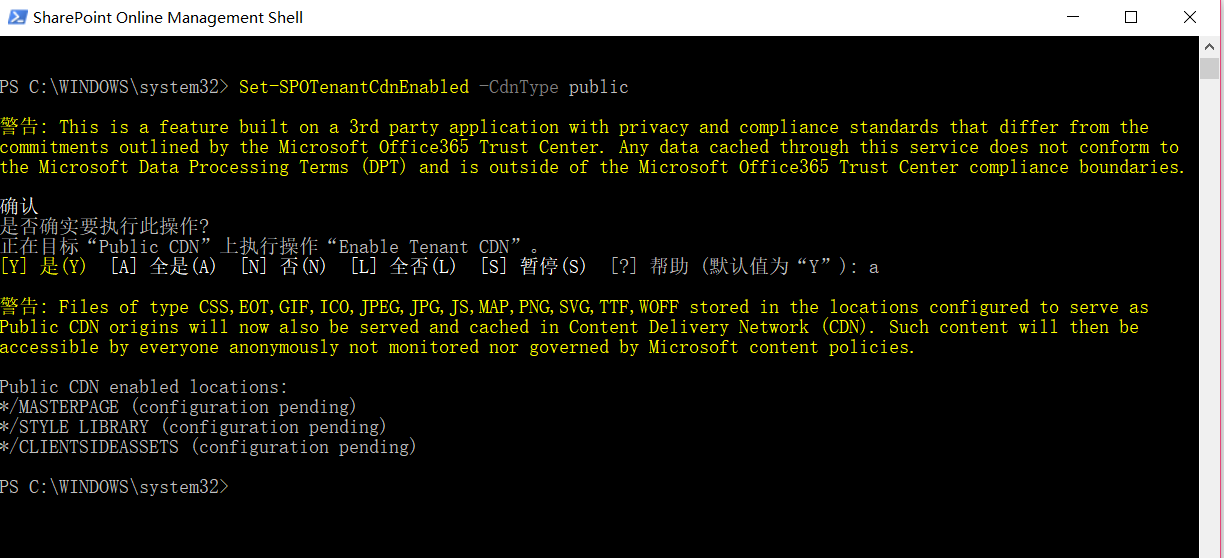 SharePoint Online Management Shell
PS C:\WINDOWS\system32> Set-SPOTenantCdnEnabled -CdnType public
警告: This is a feature built on a 3rd party application with privacy and compliance standards that differ from the
commitments outlined by the Microsoft Office365 Trust Center. Any data cached through this service does not conform to
the Microsoft Data Processing Terms (DPT) and is outside of the Microsoft Office365 Trust Center compliance boundaries.
确认
是否确实要执行此操作?
正在目标“Public CDN”上执行操作“Enable Tenant CDN”。
[Y] 是(Y)  [A] 全是(A)  [N] 否(N)  [L] 全否(L)  [S] 暂停(S)  [?] 帮助 (默认值为“Y”): a
警告: Files of type CSS,EOT,GIF,ICO,JPEG,JPG,JS,MAP,PNG,SVG,TTF,WOFF stored in the locations configured to serve as
Public CDN origins will now also be served and cached in Content Delivery Network (CDN). Such content will then be
accessible by everyone anonymously not monitored nor governed by Microsoft content policies.
Public CDN enabled locations:
*/MASTERPAGE (configuration pending)
*/STYLE LIBRARY (configuration pending)
*/CLIENTSIDEASSETS (configuration pending)
PS C:\WINDOWS\system32>